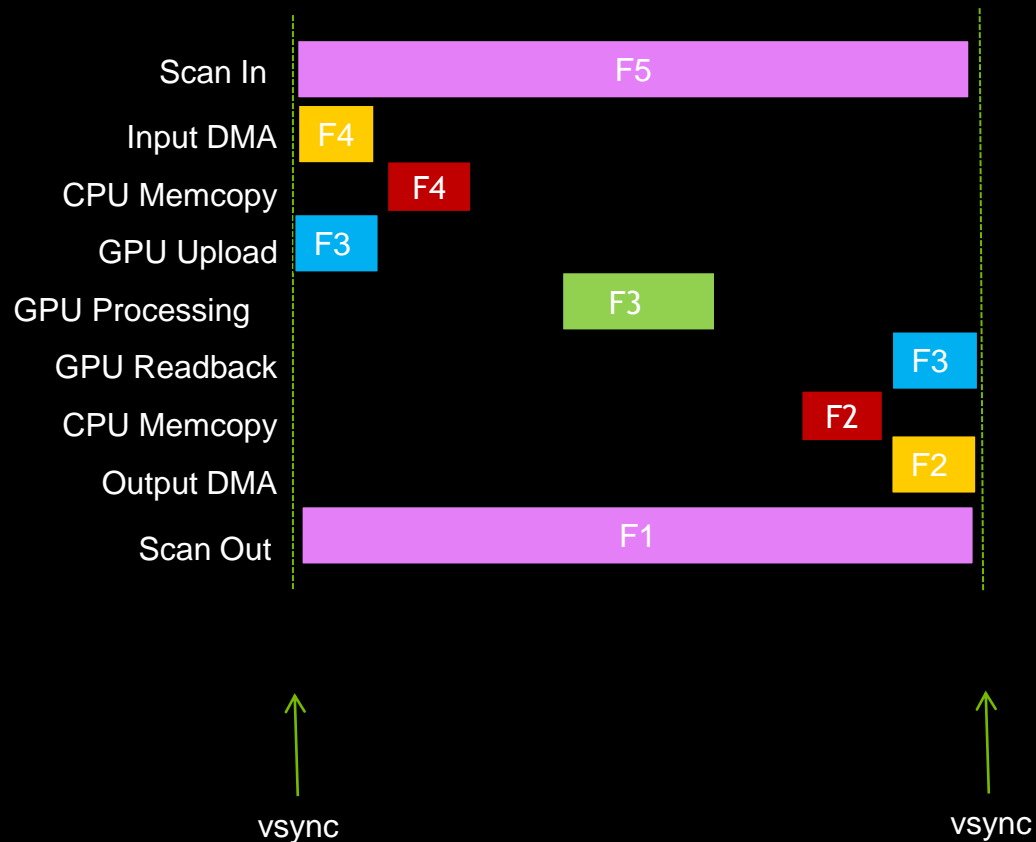 Scan In F5
Input DMA F4
CPU Memcopy F4
GPU Upload F3
GPU Processing F3
GPU Readback F3
CPU Memcopy F2
Output DMA F2
Scan Out F1
vsync vsync